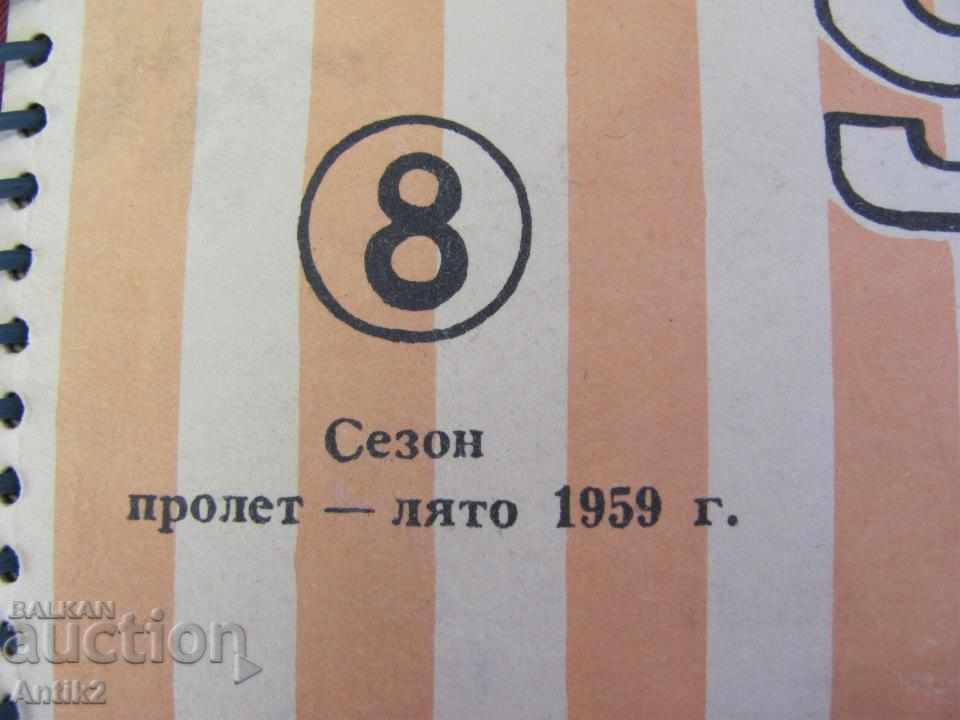 8
Сезон
пролет — лято 1959 г.
BALKAN
auction
Antik2